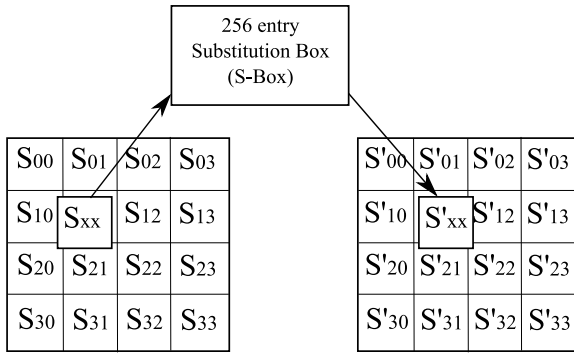 256 entry
Substitution Box
(S-Box)
S00 S01 S02 S03
S10 Sxx S12 S13
S20 S21 S22 S23
S30 S31 S32 S33
S'00 S'01 S'02 S'03
S'10 S'xx S'12 S'13
S'20 S'21 S'22 S'23
S'30 S'31 S'32 S'33